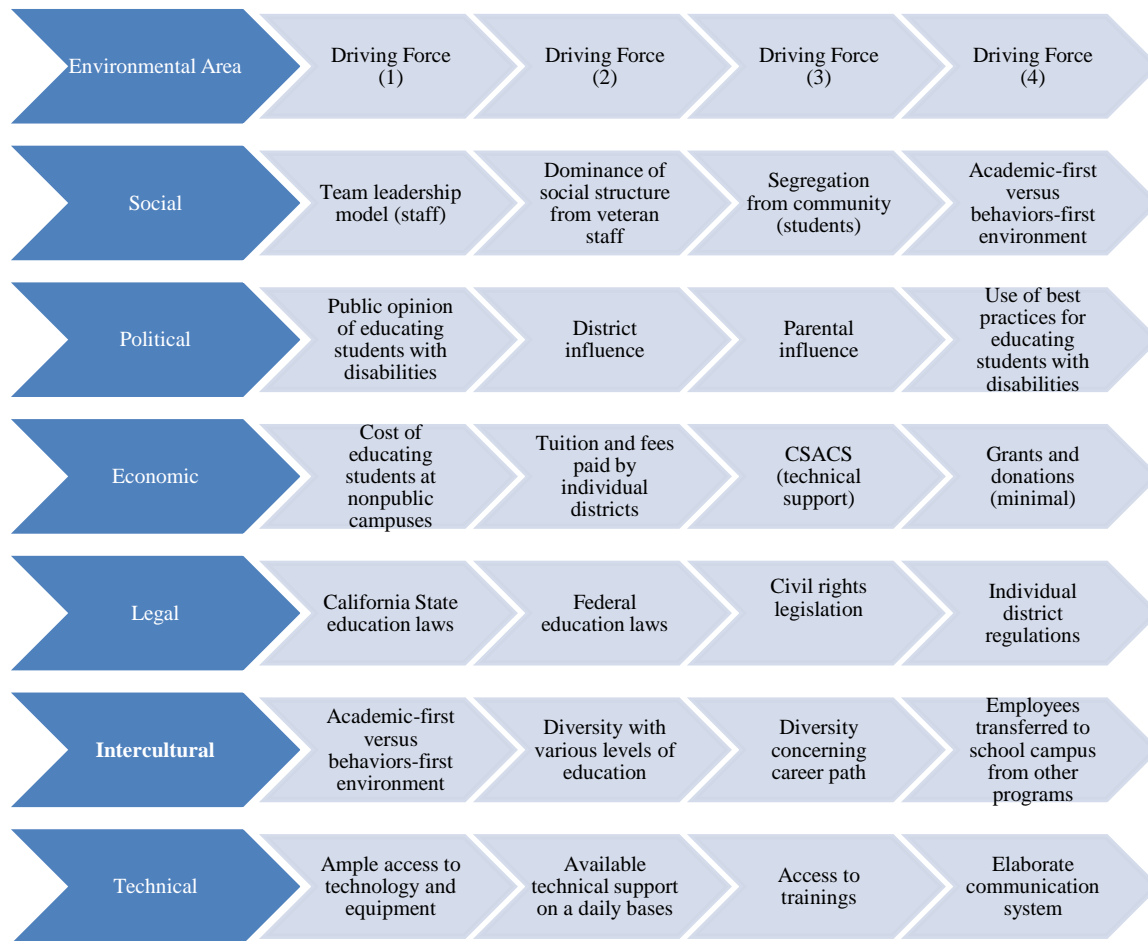 Environmental Area
Driving Force
(1)
Driving Force
(2)
Driving Force
(3)
Driving Force
(4)
Social
Team leadership
model (staff)
Dominance of
social structure
from veteran
staff
Segregation
from community
(students)
Academic-first
versus
behaviors-first
environment
Political
Public opinion
of educating
students with
disabilities
District
influence
Parental
influence
Use of best
practices for
educating
students with
disabilities
Economic
Cost of
educating
students at
nonpublic
campuses
Tuition and fees
paid by
individual
districts
CSACS
(technical
support)
Grants and
donations
(minimal)
Legal
California State
education laws
Federal
education laws
Civil rights
legislation
Individual
district
regulations
Intercultural
Academic-first
versus
behaviors-first
environment
Diversity with
various levels of
education
Diversity
concerning
career path
Employees
transferred to
school campus
from other
programs
Technical
Ample access to
technology and
equipment
Available
technical support
on a daily bases
Access to
trainings
Elaborate
communication
system